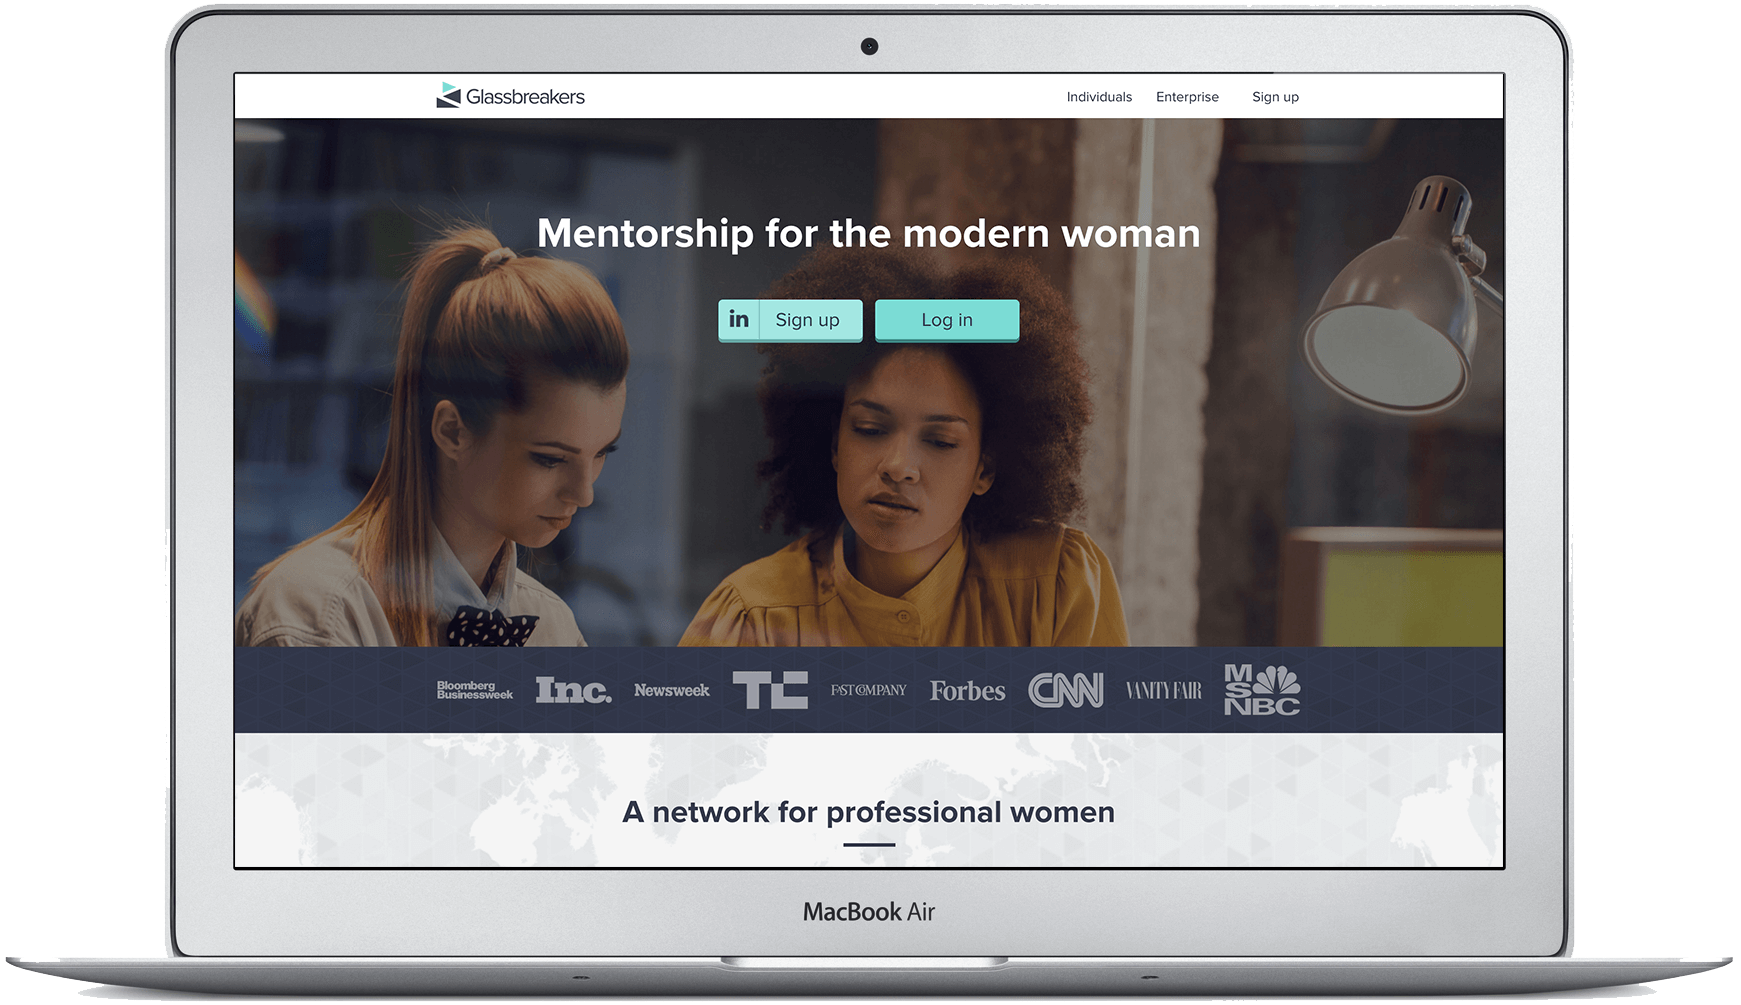 Glassbreakers
Individuals Enterprise Sign up
Mentorship for the modern woman
in Sign up Log in
Bloomberg
Businessweek
Inc.
Newsweek
TC
FAST COMPANY
Forbes
CNN
VANITY FAIR
MSNBC
A network for professional women
MacBook Air